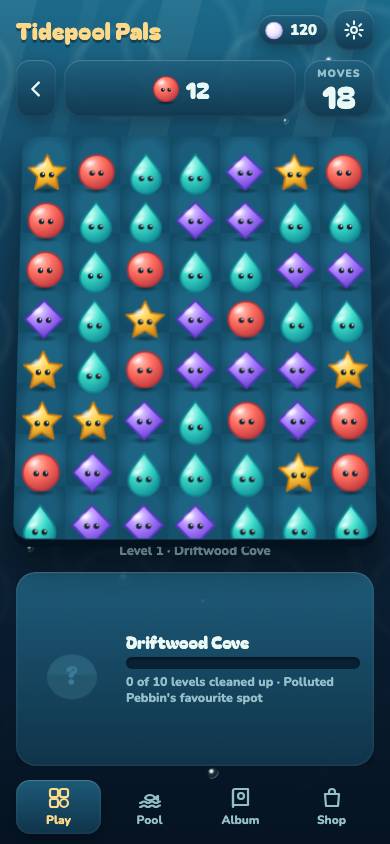 Tidepool Pals
120
12
MOVES
18
Level 1 · Driftwood Cove
?
Driftwood Cove
0 of 10 levels cleaned up · Polluted
Pebbin's favourite spot
Play
Pool
Album
Shop